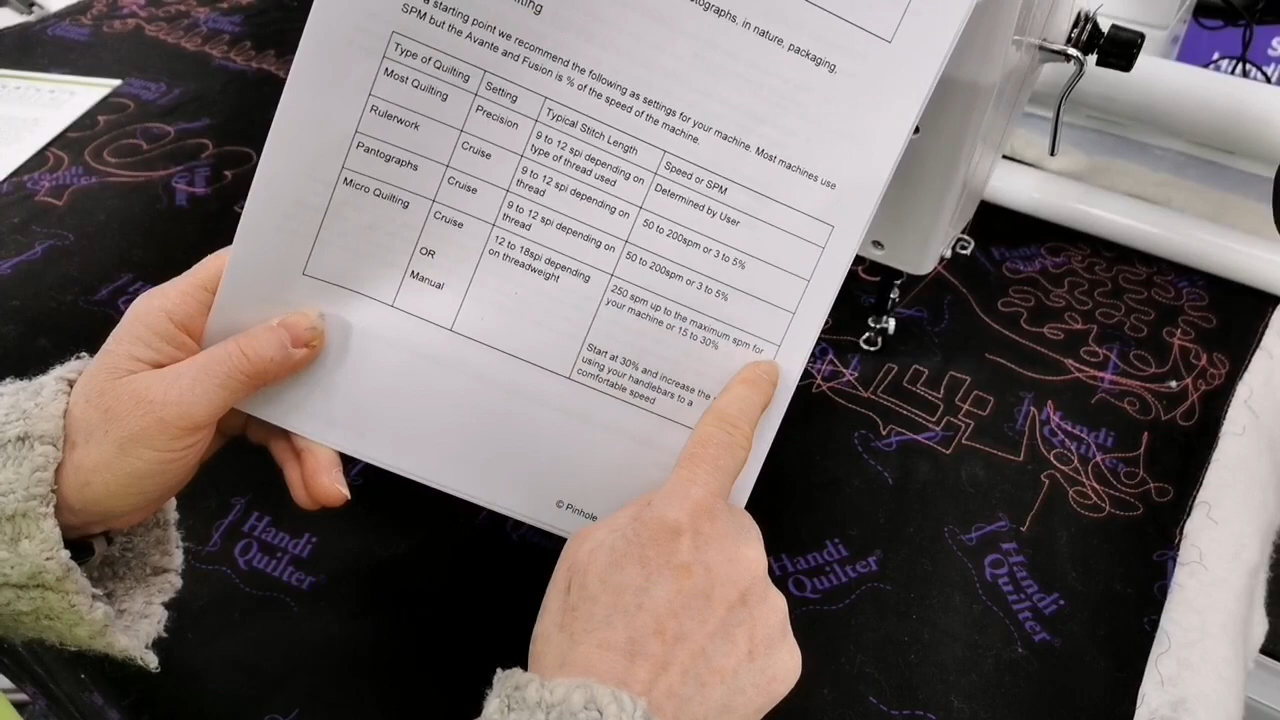 tographs, in nature, packaging,
a starting point we recommend the following as settings for your machine. Most machines use
SPM but the Avante and Fusion is % of the speed of the machine.
Type of Quilting Setting Typical Stitch Length Speed or SPM
Most Quilting Precision 9 to 12 spi depending on Determined by User
type of thread used
Rulerwork Cruise 9 to 12 spi depending on 50 to 200spm or 3 to 5%
thread
Pantographs Cruise 9 to 12 spi depending on 50 to 200spm or 3 to 5%
thread
Micro Quilting Cruise 12 to 18spi depending 250 spm up to the maximum spm for
on threadweight your machine or 15 to 30%
OR
Manual Start at 30% and increase the
using your handlebars to a
comfortable speed
© Pinhole
Handi
Quilter
Handi
Quilter
Handi
Quilter
Handi
Quilter